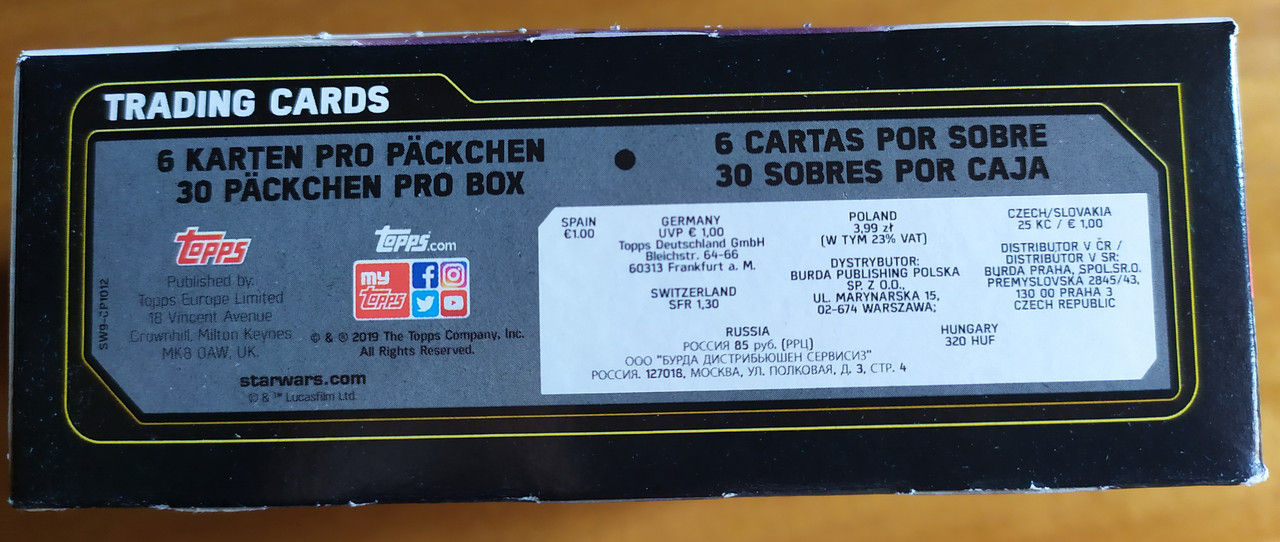 TRADING CARDS
6 KARTEN PRO PÄCKCHEN
30 PÄCKCHEN PRO BOX
●
6 CARTAS POR SOBRE
30 SOBRES POR CAJA
Topps
Published by:
Topps Europe Limited
18 Vincent Avenue
Crownhill, Milton Keynes
MK8 0AW, UK.
SW9-CP1012
Topps.com
my
Topps
© & ® 2019 The Topps Company, Inc.
All Rights Reserved.
starwars.com
© & ™ Lucasfilm Ltd.
SPAIN
€1.00
GERMANY
UVP € 1,00
Topps Deutschland GmbH
Bleichstr. 64-66
60313 Frankfurt a. M.
SWITZERLAND
SFR 1,30
POLAND
3,99 zł
(W TYM 23% VAT)
DYSTRYBUTOR:
BURDA PUBLISHING POLSKA
SP. Z O.O.,
UL. MARYNARSKA 15,
02-674 WARSZAWA;
CZECH/SLOVAKIA
25 KC / € 1,00
DISTRIBUTOR V ČR /
DISTRIBUTOR V SR:
BURDA PRAHA, SPOL.SR.O.
PREMYSLOVSKA 2845/43,
130 00 PRAHA 3
CZECH REPUBLIC
RUSSIA
РОССИЯ 85 руб. (РРЦ)
ООО "БУРДА ДИСТРИБЬЮШЕН СЕРВИСИЗ"
РОССИЯ. 127018, МОСКВА, УЛ. ПОЛКОВАЯ, Д. 3, СТР. 4
HUNGARY
320 HUF